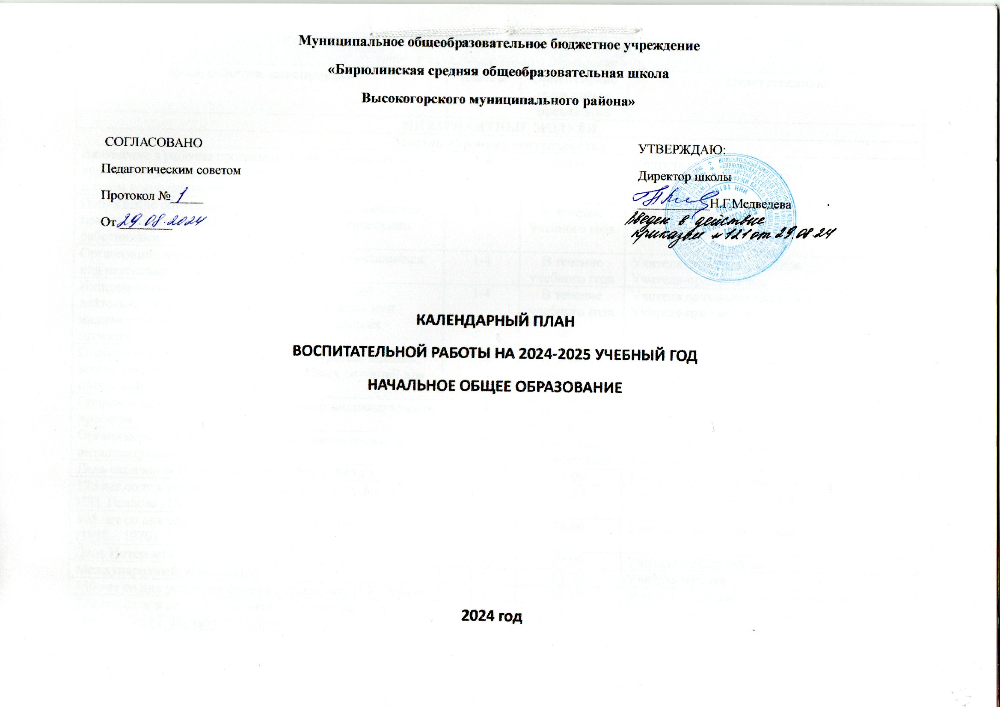 Муниципальное общеобразовательное бюджетное учреждение
«Бирюлинская средняя общеобразовательная школа
Высокогорского муниципального района»
СОГЛАСОВАНО
Педагогическим советом
Протокол № 1
От 29.08.2024
УТВЕРЖДАЮ:
Директор школы
Н.Г.Медведева
Введен в действие
приказом № 121 от 29.08.24
КАЛЕНДАРНЫЙ ПЛАН
ВОСПИТАТЕЛЬНОЙ РАБОТЫ НА 2024-2025 УЧЕБНЫЙ ГОД
НАЧАЛЬНОЕ ОБЩЕЕ ОБРАЗОВАНИЕ
2024 год